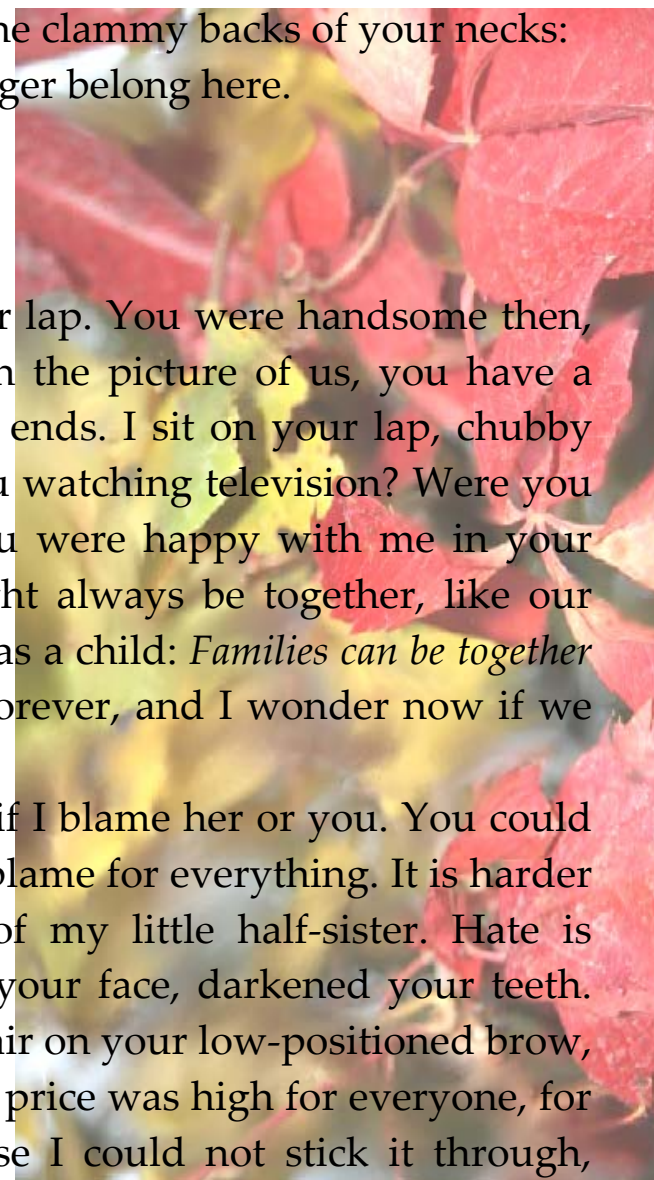 ne clammy backs of your necks:
ger belong here.
r lap. You were handsome then,
n the picture of us, you have a
ends. I sit on your lap, chubby
u watching television? Were you
u were happy with me in your
ht always be together, like our
as a child: Families can be together
orever, and I wonder now if we
if I blame her or you. You could
blame for everything. It is harder
of my little half-sister. Hate is
your face, darkened your teeth.
air on your low-positioned brow,
price was high for everyone, for
se I could not stick it through,